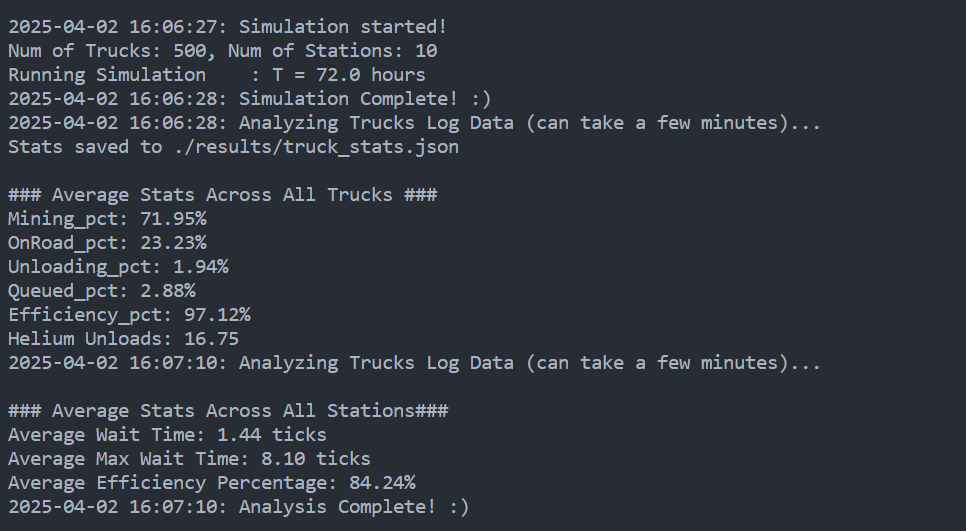 2025-04-02 16:06:27: Simulation started!
Num of Trucks: 500, Num of Stations: 10
Running Simulation    : T = 72.0 hours
2025-04-02 16:06:28: Simulation Complete! :)
2025-04-02 16:06:28: Analyzing Trucks Log Data (can take a few minutes)...
Stats saved to ./results/truck_stats.json
### Average Stats Across All Trucks ###
Mining_pct: 71.95%
OnRoad_pct: 23.23%
Unloading_pct: 1.94%
Queued_pct: 2.88%
Efficiency_pct: 97.12%
Helium Unloads: 16.75
2025-04-02 16:07:10: Analyzing Trucks Log Data (can take a few minutes)...
### Average Stats Across All Stations###
Average Wait Time: 1.44 ticks
Average Max Wait Time: 8.10 ticks
Average Efficiency Percentage: 84.24%
2025-04-02 16:07:10: Analysis Complete! :)